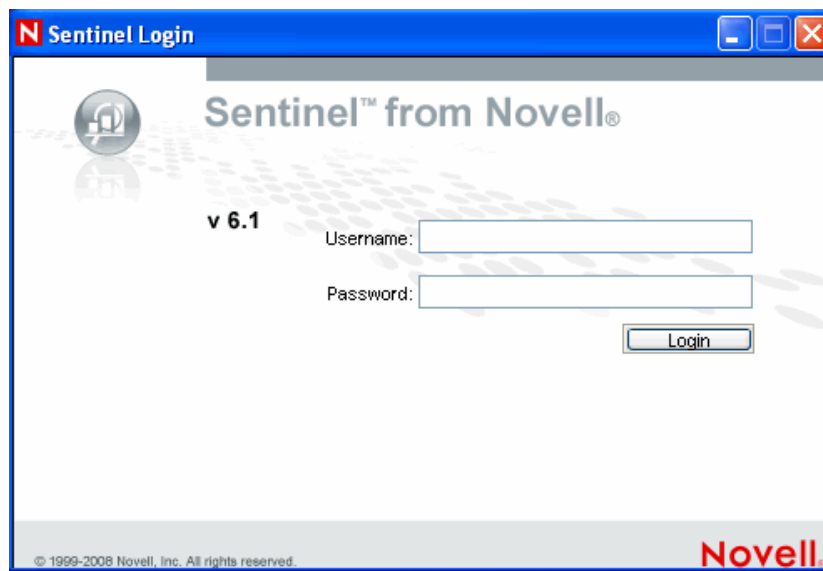 N Sentinel Login
Sentinel™ from Novell®
v 6.1
Username:
Password:
Login
© 1999-2008 Novell, Inc. All rights reserved.
Novell®